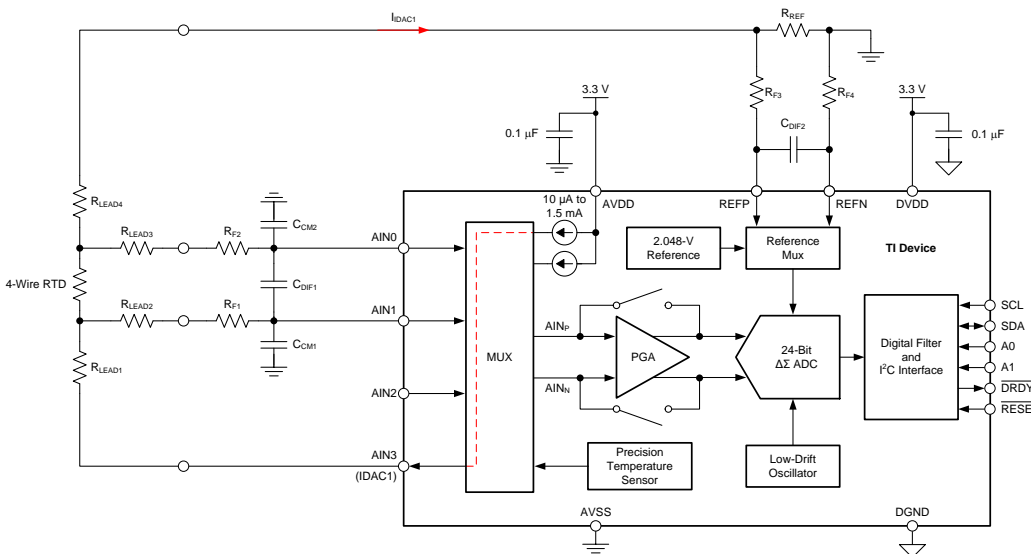 IIDAC1
RREF
RF3
RF4
3.3 V
3.3 V
0.1 μF
CDIF2
0.1 μF
RLEAD4
10 μA to
1.5 mA
AVDD
REFP
REFN
DVDD
RLEAD3
RF2
CCM2
AIN0
2.048-V
Reference
Reference
Mux
TI Device
4-Wire RTD
CDIF1
RLEAD2
RF1
AIN1
CCM1
MUX
AINP
PGA
AINN
24-Bit
ΔΣ ADC
Digital Filter
and
I2C Interface
SCL
SDA
A0
A1
DRDY
RESE
RLEAD1
AIN2
AIN3
(IDAC1)
Precision
Temperature
Sensor
Low-Drift
Oscillator
AVSS
DGND